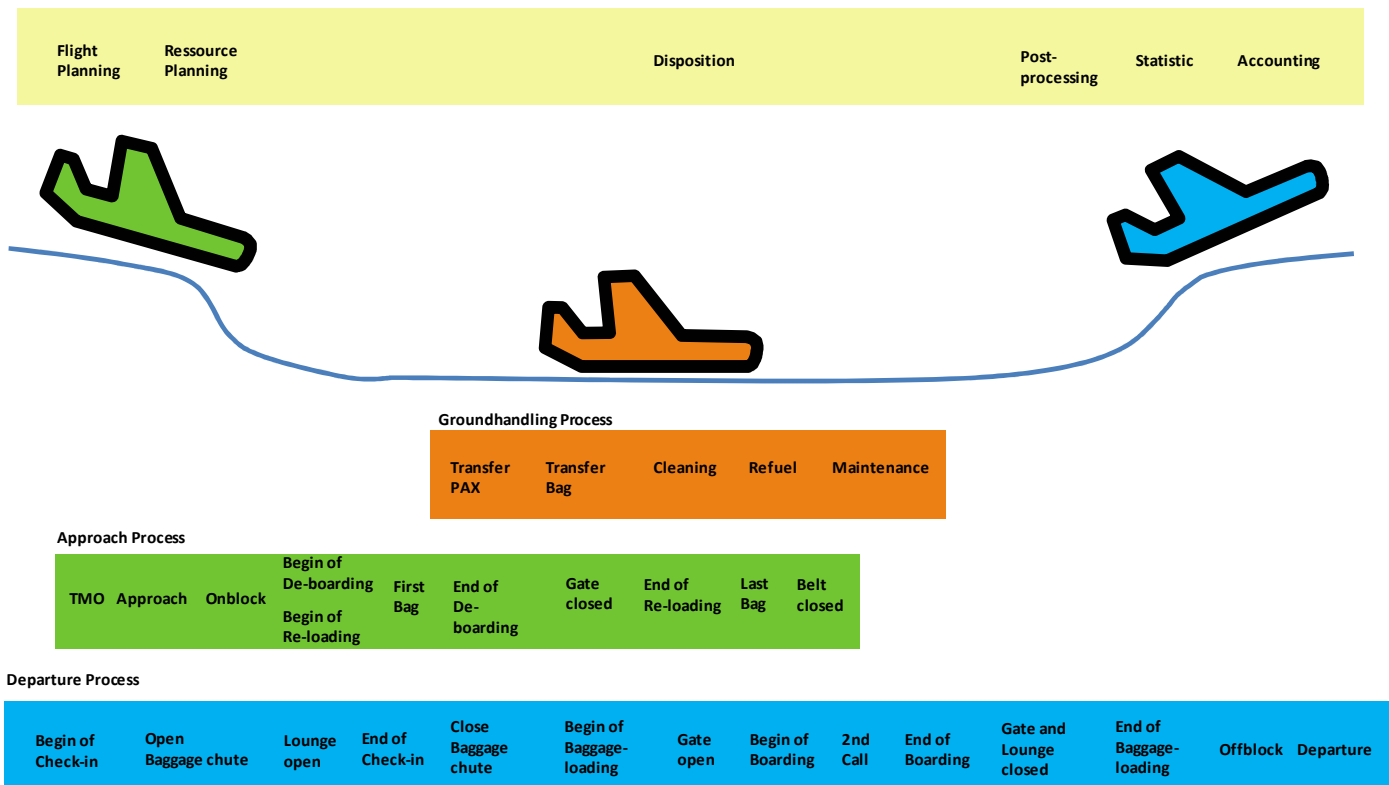 Flight
Planning
Ressource
Planning
Disposition
Post-
processing
Statistic
Accounting
Groundhandling Process
Transfer
PAX
Transfer
Bag
Cleaning
Refuel
Maintenance
Approach Process
TMO
Approach
Onblock
Begin of
De-boarding
Begin of
Re-loading
First
Bag
End of
De-
boarding
Gate
closed
End of
Re-loading
Last
Bag
Belt
closed
Departure Process
Begin of
Check-in
Open
Baggage chute
Lounge
open
End of
Check-in
Close
Baggage
chute
Begin of
Baggage-
loading
Gate
open
Begin of
Boarding
2nd
Call
End of
Boarding
Gate and
Lounge
closed
End of
Baggage-
loading
Offblock
Departure